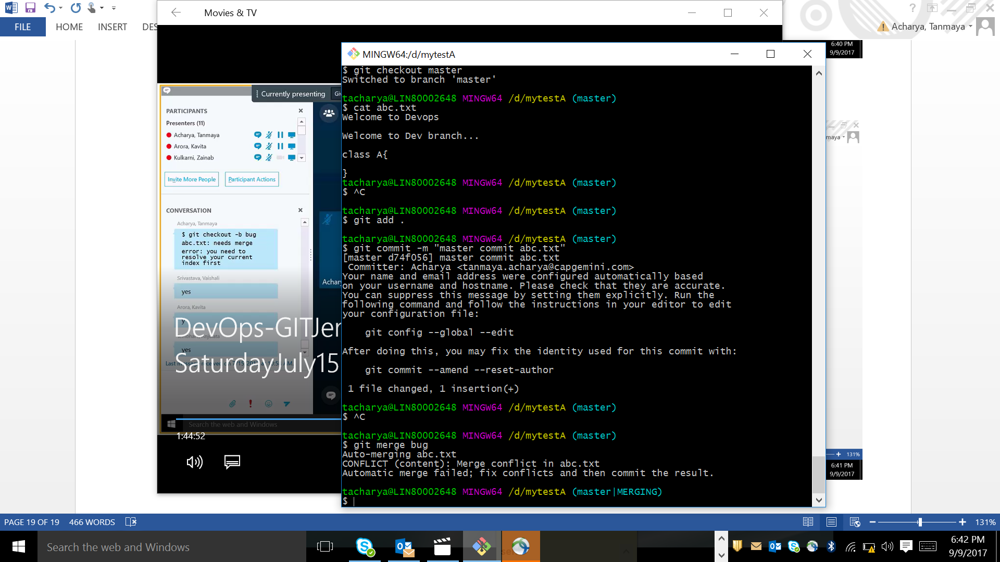 Movies & TV
FILE
HOME
INSERT
DES
Acharya, Tanmaya
6:40 PM
9/9/2017
MINGW64:/d/mytestA
$ git checkout master
Switched to branch 'master'
tacharya@LIN80002648 MINGW64 /d/mytestA (master)
$ cat abc.txt
Welcome to Devops
Welcome to Dev branch...
class A{
}
tacharya@LIN80002648 MINGW64 /d/mytestA (master)
$ ^C
tacharya@LIN80002648 MINGW64 /d/mytestA (master)
$ git add .
tacharya@LIN80002648 MINGW64 /d/mytestA (master)
$ git commit -m "master commit abc.txt"
[master d74f056] master commit abc.txt
Committer: Acharya <tanmaya.acharya@capgemini.com>
Your name and email address were configured automatically based
on your username and hostname. Please check that they are accurate.
You can suppress this message by setting them explicitly. Run the
following command and follow the instructions in your editor to edit
your configuration file:
git config --global --edit
After doing this, you may fix the identity used for this commit with:
git commit --amend --reset-author
1 file changed, 1 insertion(+)
tacharya@LIN80002648 MINGW64 /d/mytestA (master)
$ ^C
tacharya@LIN80002648 MINGW64 /d/mytestA (master)
$ git merge bug
Auto-merging abc.txt
CONFLICT (content): Merge conflict in abc.txt
Automatic merge failed; fix conflicts and then commit the result.
tacharya@LIN80002648 MINGW64 /d/mytestA (master|MERGING)
$
Currently presenting
Giv
PARTICIPANTS
Presenters (11)
Acharya, Tanmaya
Arora, Kavita
Kulkarni, Zainab
Invite More People
Participant Actions
CONVERSATION
Acharya, Tanmaya
$ git checkout -b bug
abc.txt: needs merge
error: you need to
resolve your current
index first
Srivastava, Vaishali
yes
Arora, Kavita
y
yes
Achary
DevOps-GITJer
SaturdayJuly15
Search the web and Windows
1:44:52
maya
131%
6:41 PM
9/9/2017
PAGE 19 OF 19
466 WORDS
131%
Search the web and Windows
6:42 PM
9/9/2017